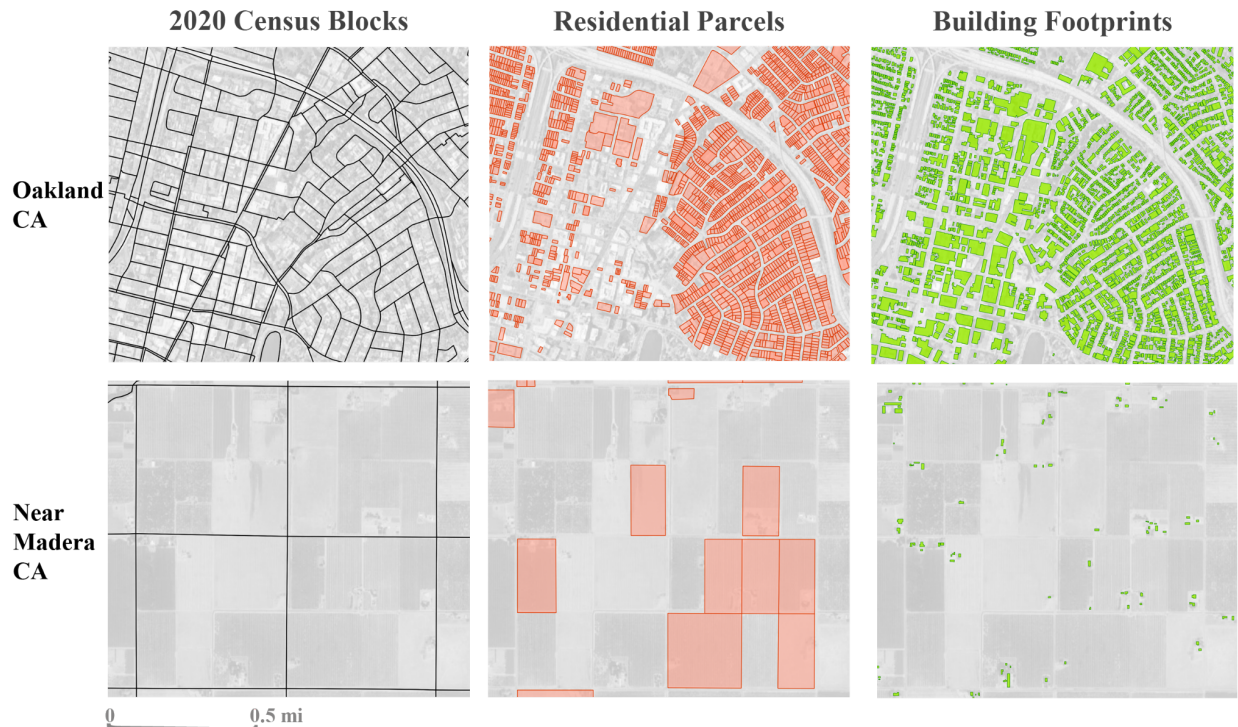 2020 Census Blocks
Residential Parcels
Building Footprints
Oakland
CA
Near
Madera
CA
0
0.5 mi